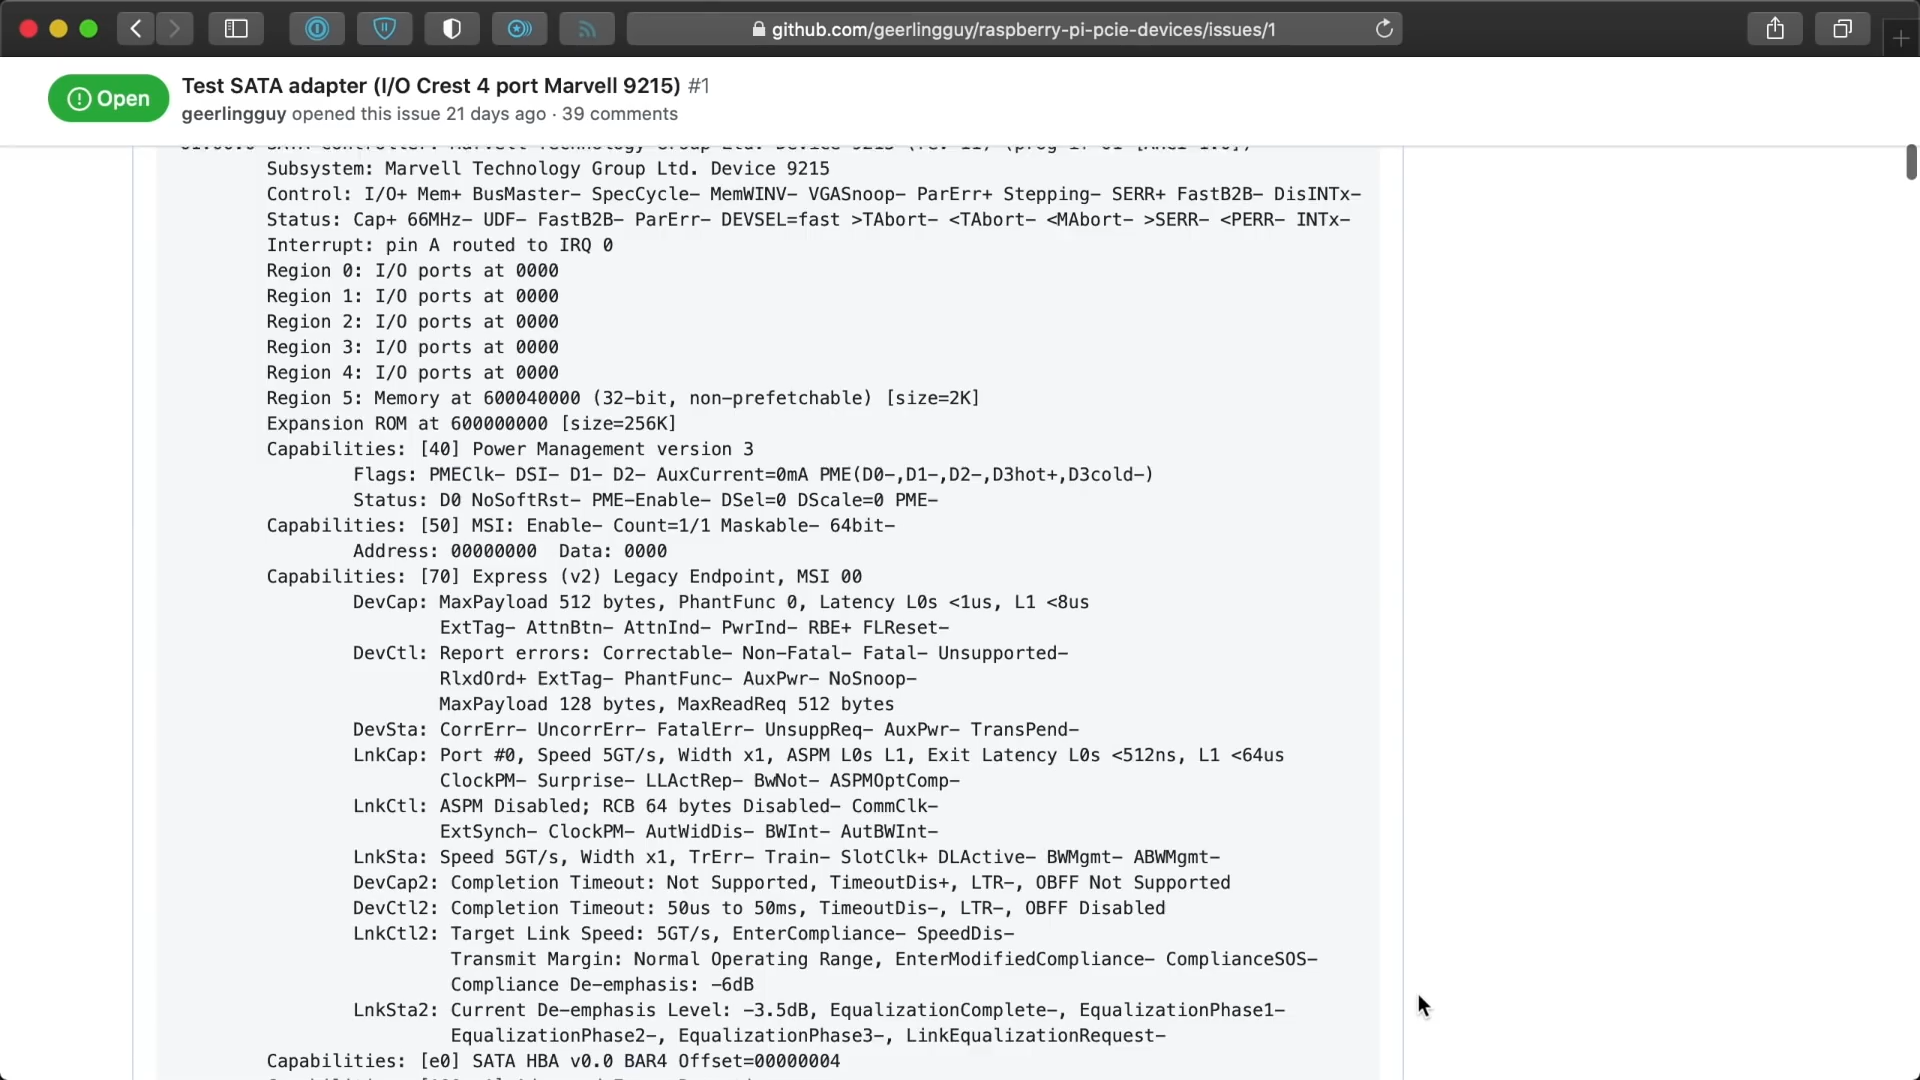 github.com/geerlingguy/raspberry-pi-pcie-devices/issues/1
Open
Test SATA adapter (I/O Crest 4 port Marvell 9215) #1
geerlingguy opened this issue 21 days ago · 39 comments
Subsystem: Marvell Technology Group Ltd. Device 9215
Control: I/O+ Mem+ BusMaster- SpecCycle- MemWINV- VGASnoop- ParErr+ Stepping- SERR+ FastB2B- DisINTx-
Status: Cap+ 66MHz- UDF- FastB2B- ParErr- DEVSEL=fast >TAbort- <TAbort- <MAbort- >SERR- <PERR- INTx-
Interrupt: pin A routed to IRQ 0
Region 0: I/O ports at 0000
Region 1: I/O ports at 0000
Region 2: I/O ports at 0000
Region 3: I/O ports at 0000
Region 4: I/O ports at 0000
Region 5: Memory at 600040000 (32-bit, non-prefetchable) [size=2K]
Expansion ROM at 600000000 [size=256K]
Capabilities: [40] Power Management version 3
Flags: PMEClk- DSI- D1- D2- AuxCurrent=0mA PME(D0-,D1-,D2-,D3hot+,D3cold-)
Status: D0 NoSoftRst- PME-Enable- DSel=0 DScale=0 PME-
Capabilities: [50] MSI: Enable- Count=1/1 Maskable- 64bit-
Address: 00000000  Data: 0000
Capabilities: [70] Express (v2) Legacy Endpoint, MSI 00
DevCap: MaxPayload 512 bytes, PhantFunc 0, Latency L0s <1us, L1 <8us
ExtTag- AttnBtn- AttnInd- PwrInd- RBE+ FLReset-
DevCtl: Report errors: Correctable- Non-Fatal- Fatal- Unsupported-
RlxdOrd+ ExtTag- PhantFunc- AuxPwr- NoSnoop-
MaxPayload 128 bytes, MaxReadReq 512 bytes
DevSta: CorrErr- UncorrErr- FatalErr- UnsuppReq- AuxPwr- TransPend-
LnkCap: Port #0, Speed 5GT/s, Width x1, ASPM L0s L1, Exit Latency L0s <512ns, L1 <64us
ClockPM- Surprise- LLActRep- BwNot- ASPMOptComp-
LnkCtl: ASPM Disabled; RCB 64 bytes Disabled- CommClk-
ExtSynch- ClockPM- AutWidDis- BWInt- AutBWInt-
LnkSta: Speed 5GT/s, Width x1, TrErr- Train- SlotClk+ DLActive- BWMgmt- ABWMgmt-
DevCap2: Completion Timeout: Not Supported, TimeoutDis+, LTR-, OBFF Not Supported
DevCtl2: Completion Timeout: 50us to 50ms, TimeoutDis-, LTR-, OBFF Disabled
LnkCtl2: Target Link Speed: 5GT/s, EnterCompliance- SpeedDis-
Transmit Margin: Normal Operating Range, EnterModifiedCompliance- ComplianceSOS-
Compliance De-emphasis: -6dB
LnkSta2: Current De-emphasis Level: -3.5dB, EqualizationComplete-, EqualizationPhase1-
EqualizationPhase2-, EqualizationPhase3-, LinkEqualizationRequest-
Capabilities: [e0] SATA HBA v0.0 BAR4 Offset=00000004